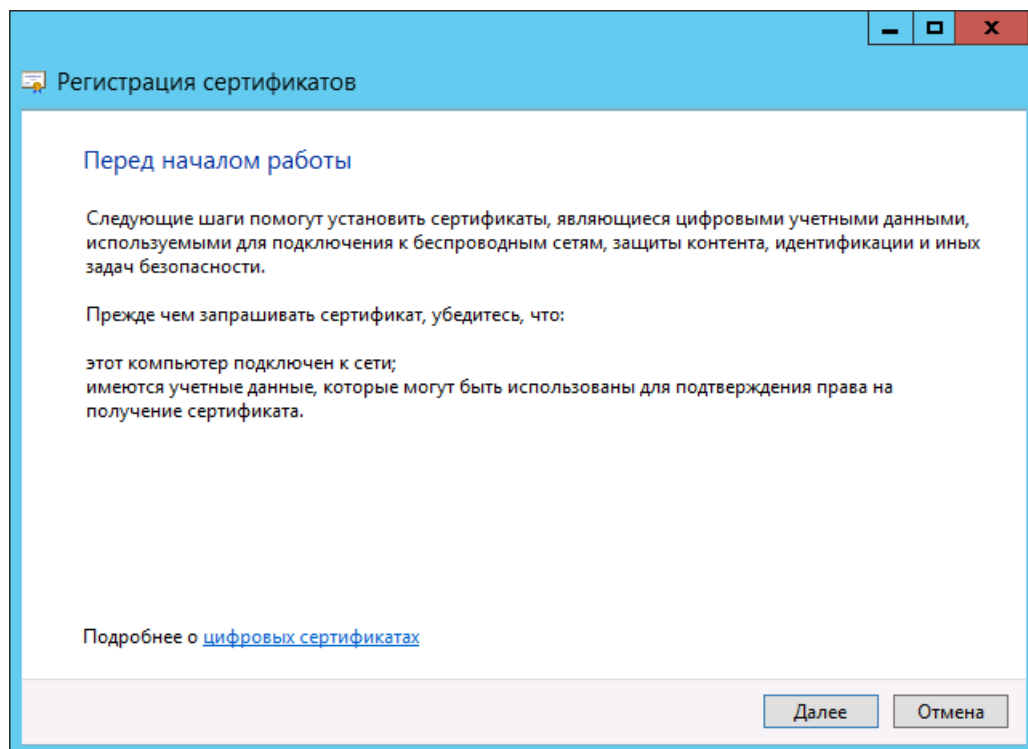 Регистрация сертификатов
Перед началом работы
Следующие шаги помогут установить сертификаты, являющиеся цифровыми учетными данными,
используемыми для подключения к беспроводным сетям, защиты контента, идентификации и иных
задач безопасности.
Прежде чем запрашивать сертификат, убедитесь, что:
этот компьютер подключен к сети;
имеются учетные данные, которые могут быть использованы для подтверждения права на
получение сертификата.
Подробнее о цифровых сертификатах
Далее
Отмена